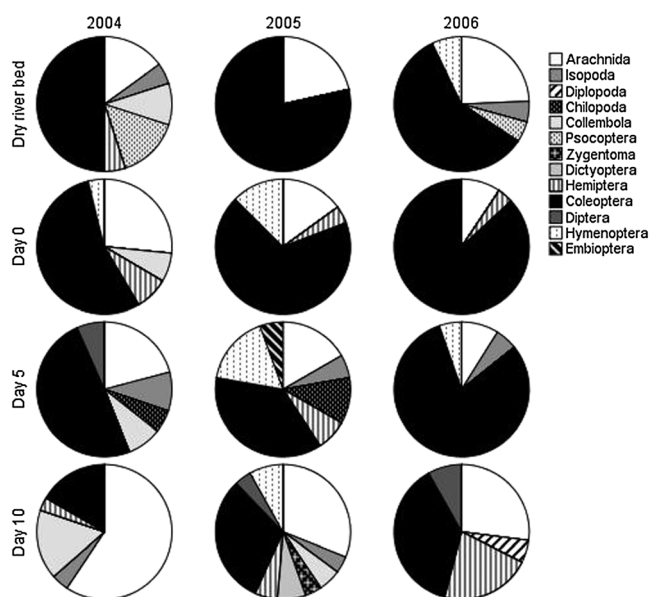 2004 2005 2006
Dry river bed
Day 0
Day 5
Day 10
Arachnida
Isopoda
Diplopoda
Chilopoda
Collembola
Psocoptera
Zygentoma
Dictyoptera
Hemiptera
Coleoptera
Diptera
Hymenoptera
Embioptera